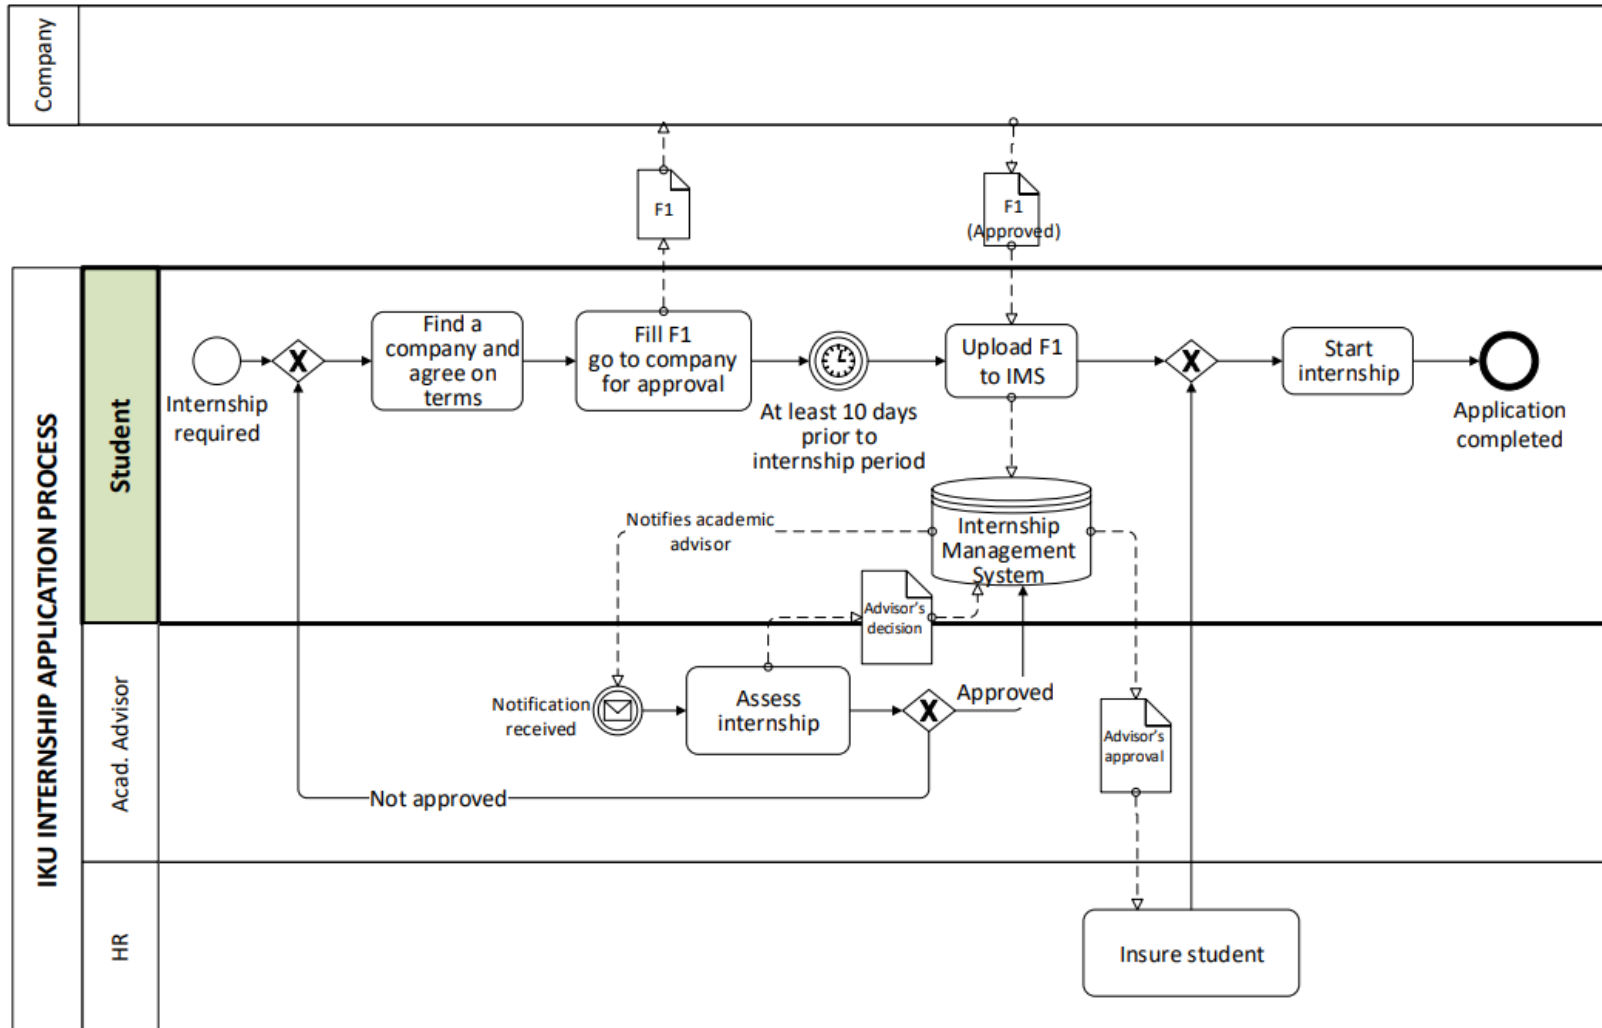 Company
F1
F1
(Approved)
IKU INTERNSHIP APPLICATION PROCESS
Student
Internship
required
X
Find a
company and
agree on
terms
Fill F1
go to company
for approval
At least 10 days
prior to
internship period
Upload F1
to IMS
X
Start
internship
Application
completed
Notifies academic
advisor
Internship
Management
System
Advisor's
decision
Acad. Advisor
Notification
received
Assess
internship
X
Approved
Not approved
Advisor's
approval
HR
Insure student